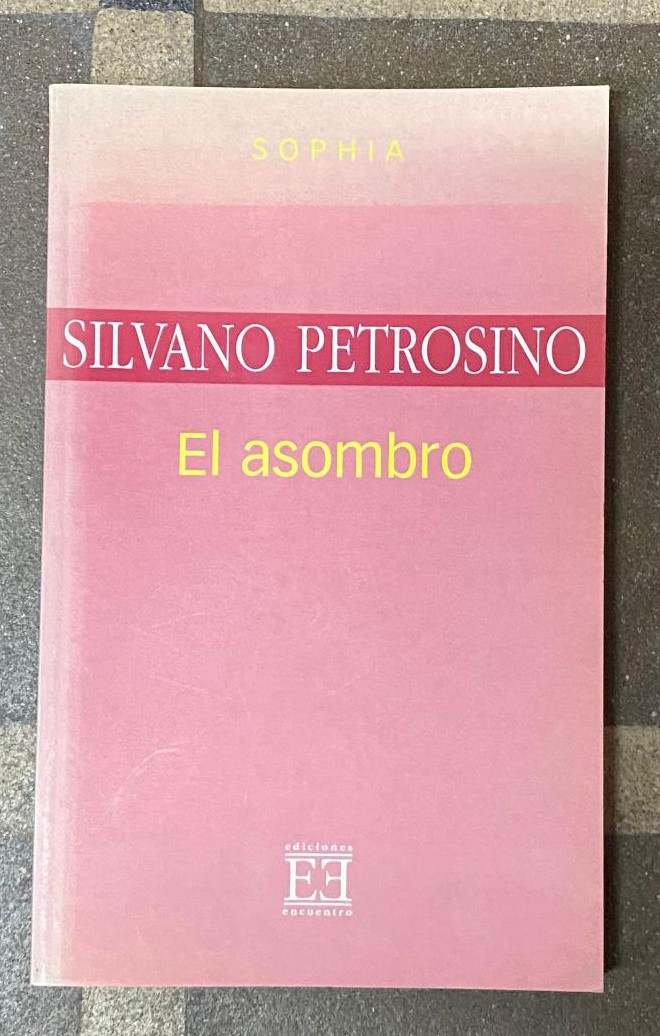 SOPHIA
SILVANO PETROSINO
El asombro
ediciones
EE
encuentro